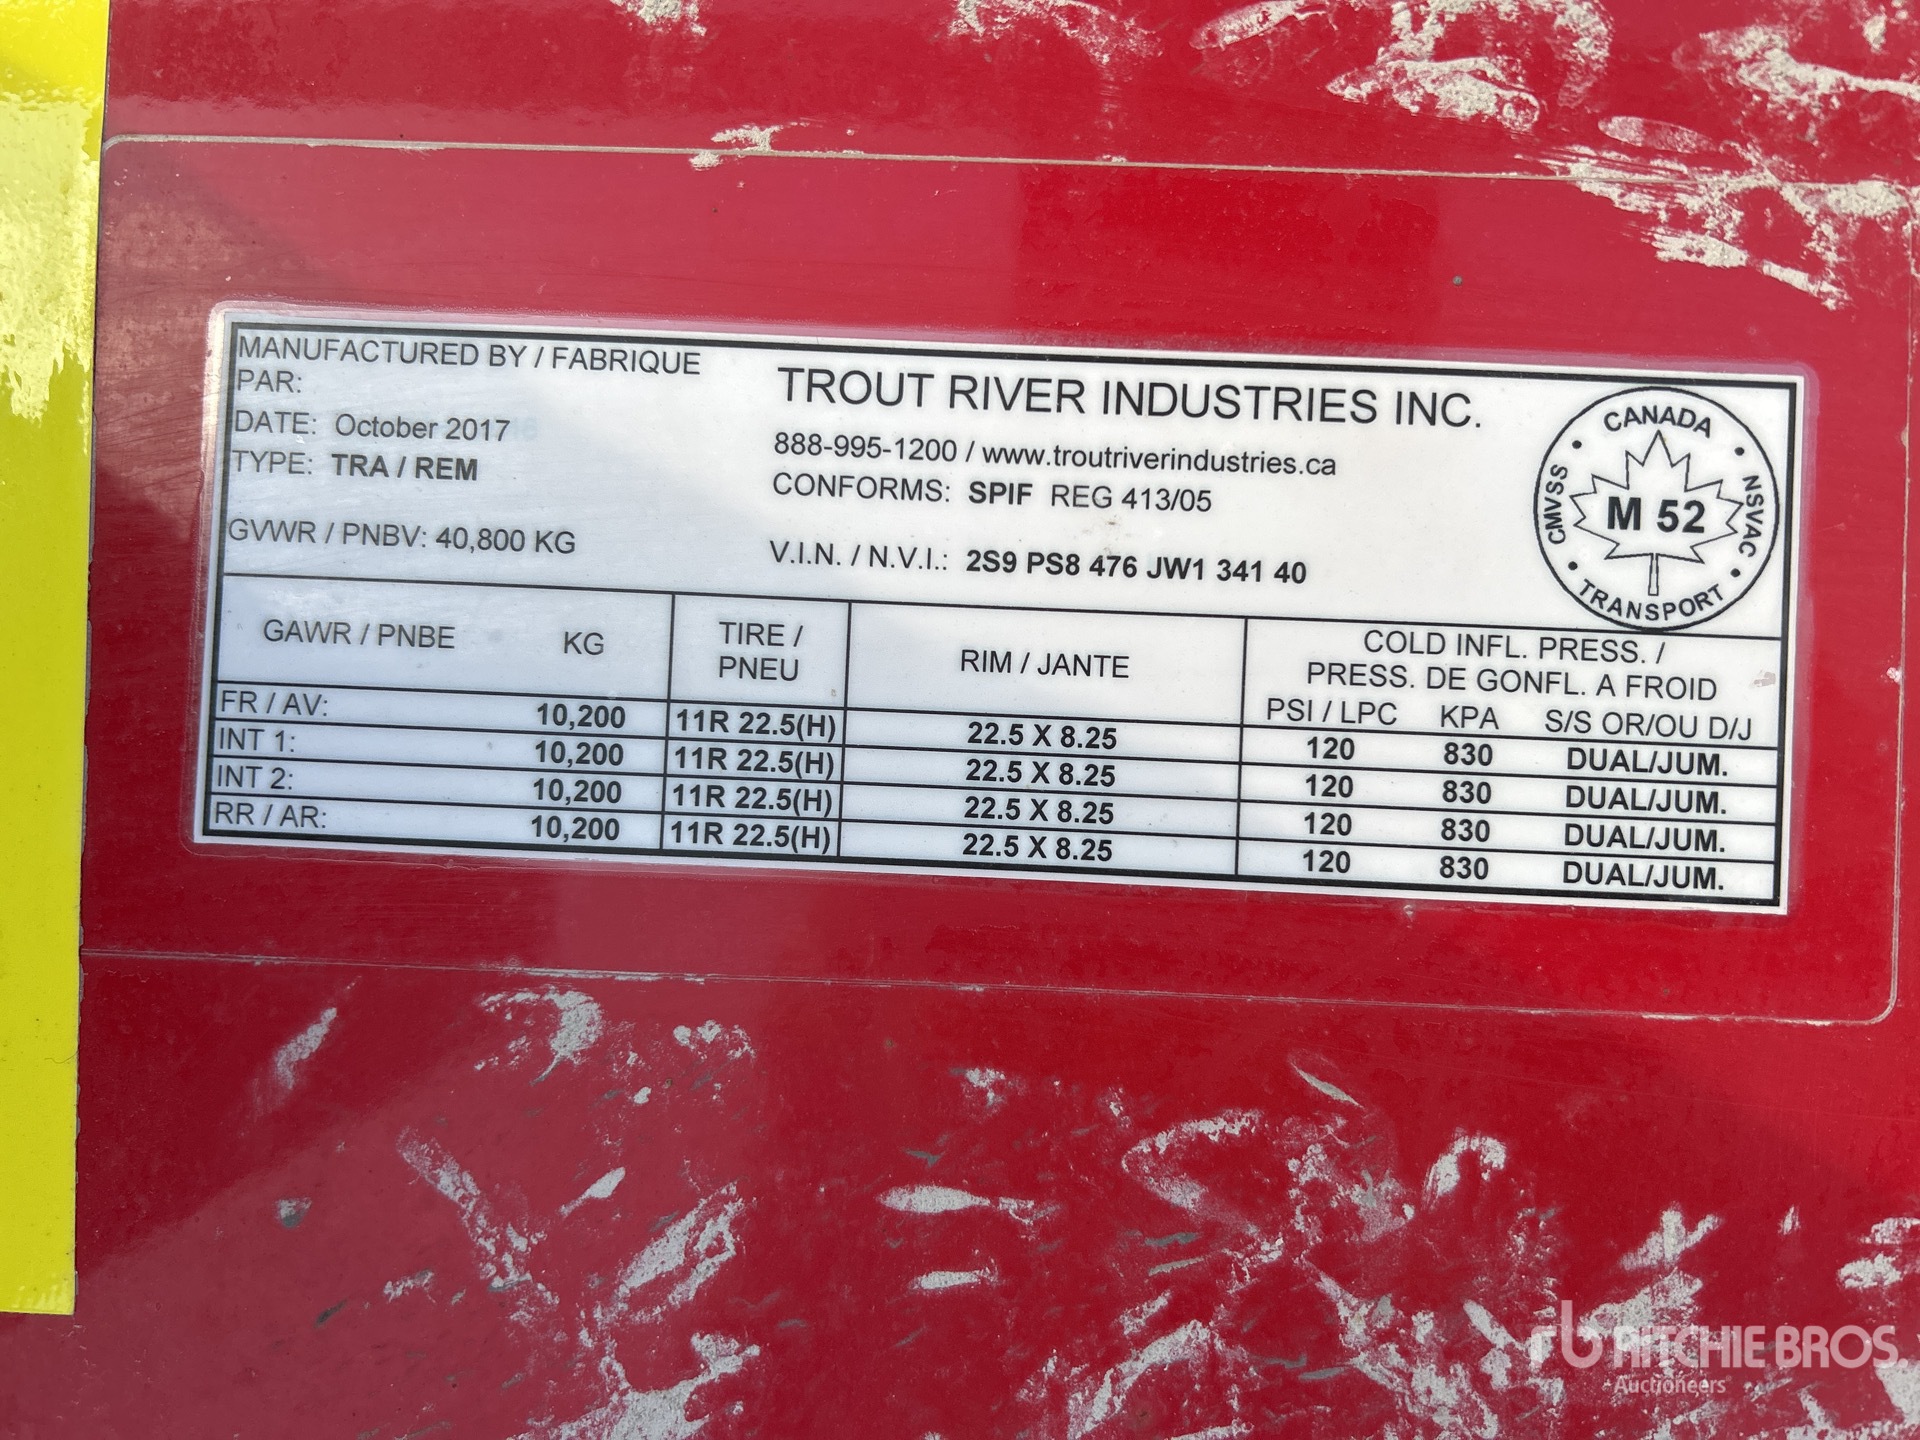 MANUFACTURED BY / FABRIQUE
PAR:
DATE: October 2017
TYPE: TRA / REM
GVWR / PNBV: 40,800 KG
TROUT RIVER INDUSTRIES INC.
888-995-1200 / www.troutriverindustries.ca
CONFORMS: SPIF REG 413/05
V.I.N. / N.V.I.: 2S9 PS8 476 JW1 341 40
CANADA
CMVSS
M 52
NSVAC
TRANSPORT
GAWR / PNBE KG
TIRE /
PNEU
RIM / JANTE
COLD INFL. PRESS. /
PRESS. DE GONFL. A FROID
PSI / LPC KPA S/S OR/OU D/J
FR / AV: 10,200 11R 22.5(H) 22.5 X 8.25 120 830 DUAL/JUM.
INT 1: 10,200 11R 22.5(H) 22.5 X 8.25 120 830 DUAL/JUM.
INT 2: 10,200 11R 22.5(H) 22.5 X 8.25 120 830 DUAL/JUM.
RR / AR: 10,200 11R 22.5(H) 22.5 X 8.25 120 830 DUAL/JUM.
rb RITCHIE BROS.
Auctioneers